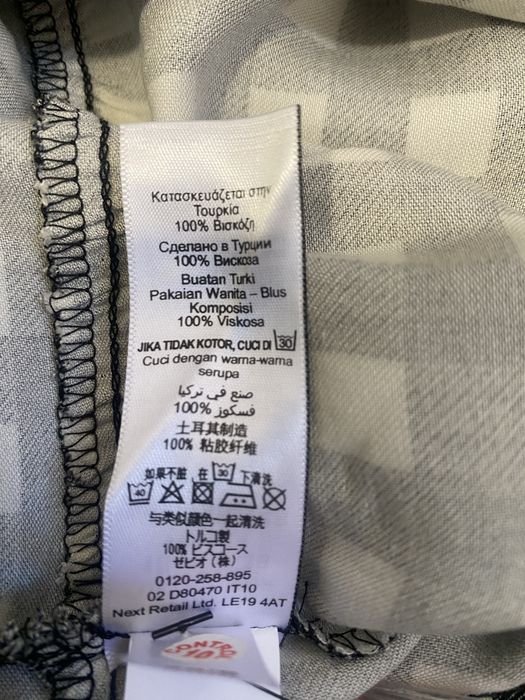 Κατασκευάζεται στην
Τουρκία
100% Βισκόζη
Сделано в Турции
100% Вискоза
Buatan Turki
Pakaian Wanita – Blus
Komposisi
100% Viskosa
JIKA TIDAK KOTOR, CUCI DI 30
Cuci dengan warna-warna
serupa
صنع في تركيا
100% فسكوز
土耳其制造
100% 粘胶纤维
如果不脏 在 30 下清洗
40
与类似颜色一起清洗
トルコ製
100% ビスコース
ゼビオ (株)
0120-258-895
02 D80470 IT10
Next Retail Ltd. LE19 4AT
10